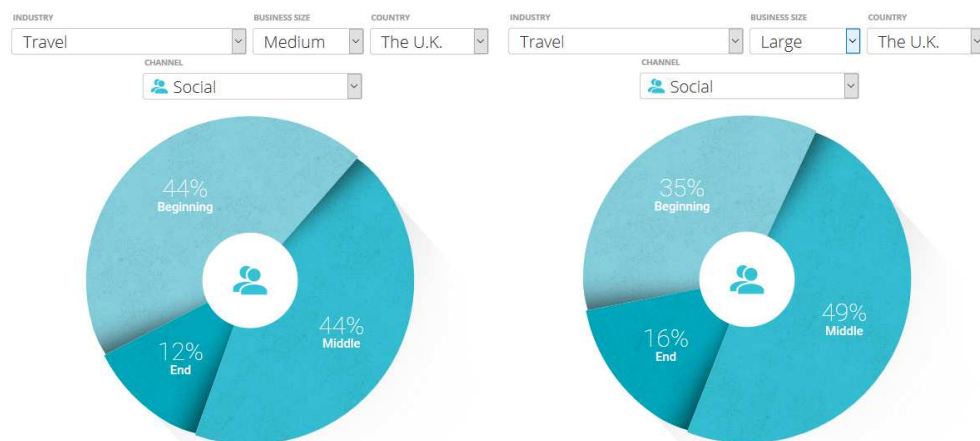 INDUSTRY BUSINESS SIZE COUNTRY
Travel Medium The U.K.
CHANNEL
Social
44%
Beginning
44%
Middle
12%
End
INDUSTRY BUSINESS SIZE COUNTRY
Travel Large The U.K.
CHANNEL
Social
35%
Beginning
49%
Middle
16%
End